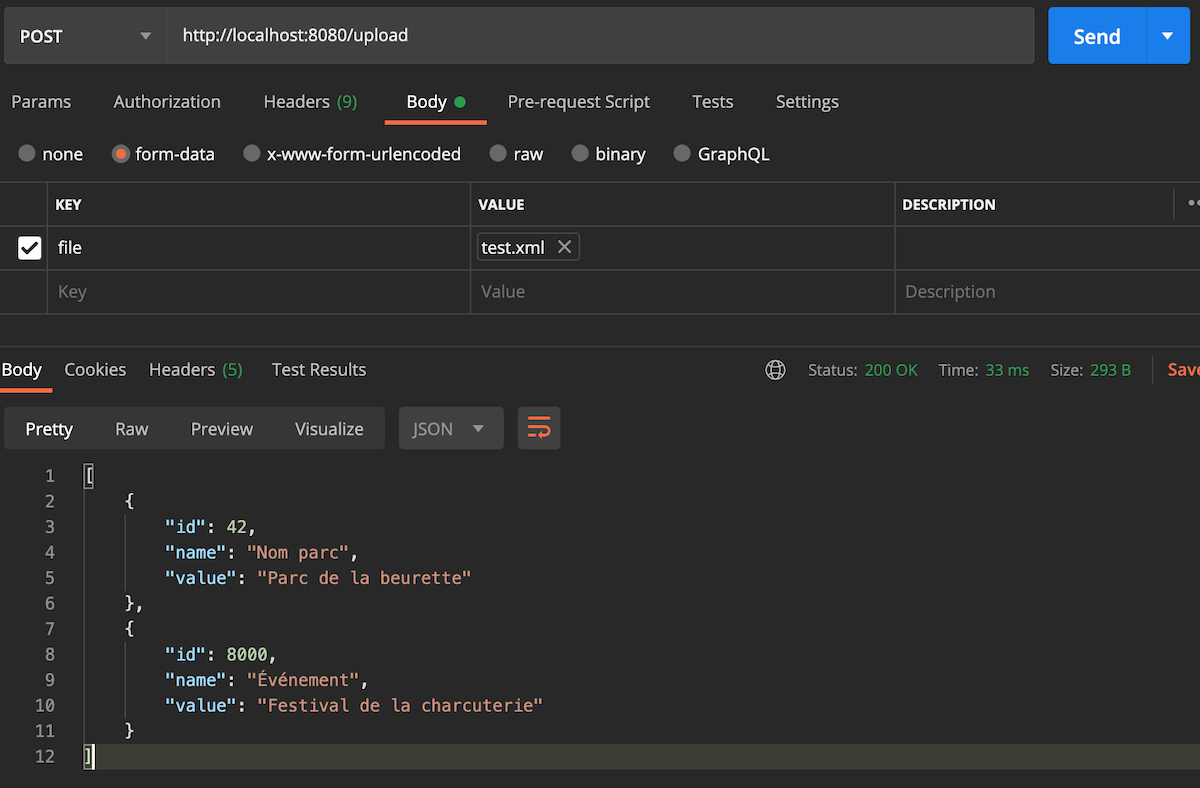 POST http://localhost:8080/upload Send
Params Authorization Headers (9) Body Pre-request Script Tests Settings
none form-data x-www-form-urlencoded raw binary GraphQL
KEY VALUE DESCRIPTION
file test.xml
Key Value Description
Body Cookies Headers (5) Test Results Status: 200 OK Time: 33 ms Size: 293 B Save
Pretty Raw Preview Visualize JSON
1 [
2 {
3 "id": 42,
4 "name": "Nom parc",
5 "value": "Parc de la beurette"
6 },
7 {
8 "id": 8000,
9 "name": "Événement",
10 "value": "Festival de la charcuterie"
11 }
12 ]